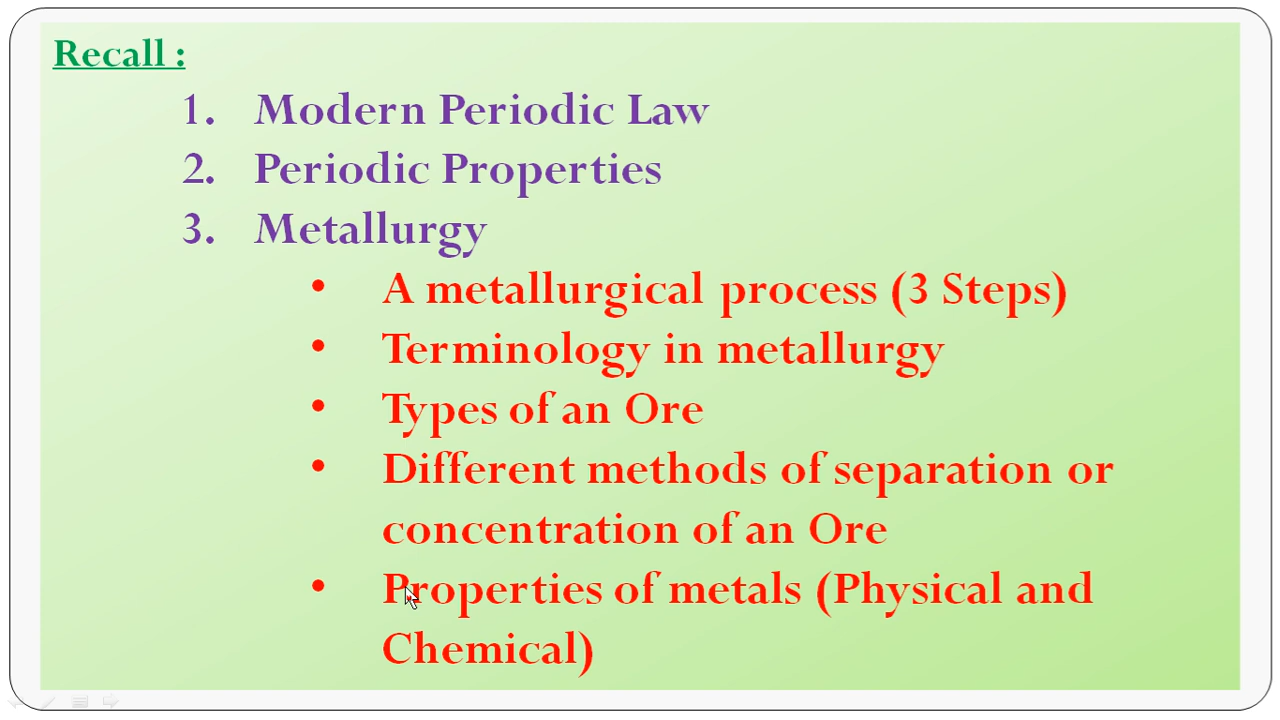 Recall :
1. Modern Periodic Law
2. Periodic Properties
3. Metallurgy
• A metallurgical process (3 Steps)
• Terminology in metallurgy
• Types of an Ore
• Different methods of separation or
concentration of an Ore
• Properties of metals (Physical and
Chemical)